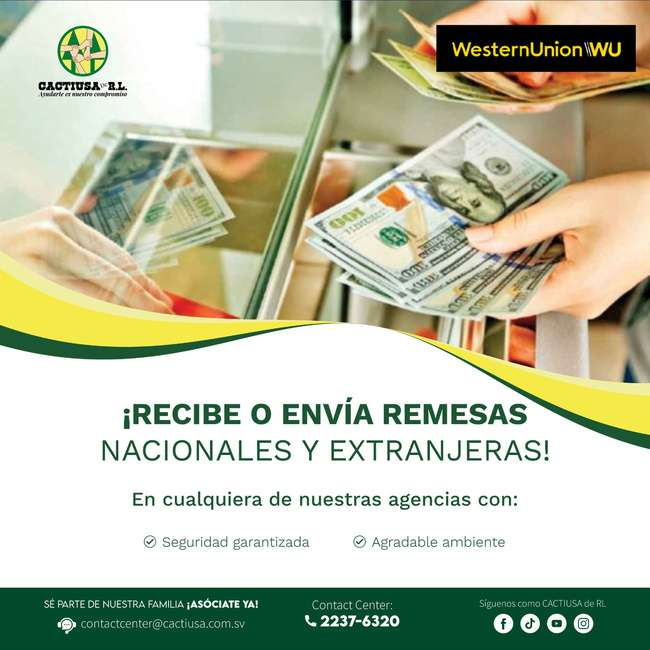 CACTIUSA DE R.L.
Ayudarte es nuestro compromiso
WesternUnion WU
100
¡RECIBE O ENVÍA REMESAS
NACIONALES Y EXTRANJERAS!
En cualquiera de nuestras agencias con:
Seguridad garantizada
Agradable ambiente
SÉ PARTE DE NUESTRA FAMILIA ¡ASÓCIATE YA!
contactcenter@cactiusa.com.sv
Contact Center:
2237-6320
Síguenos como CACTIUSA de RL